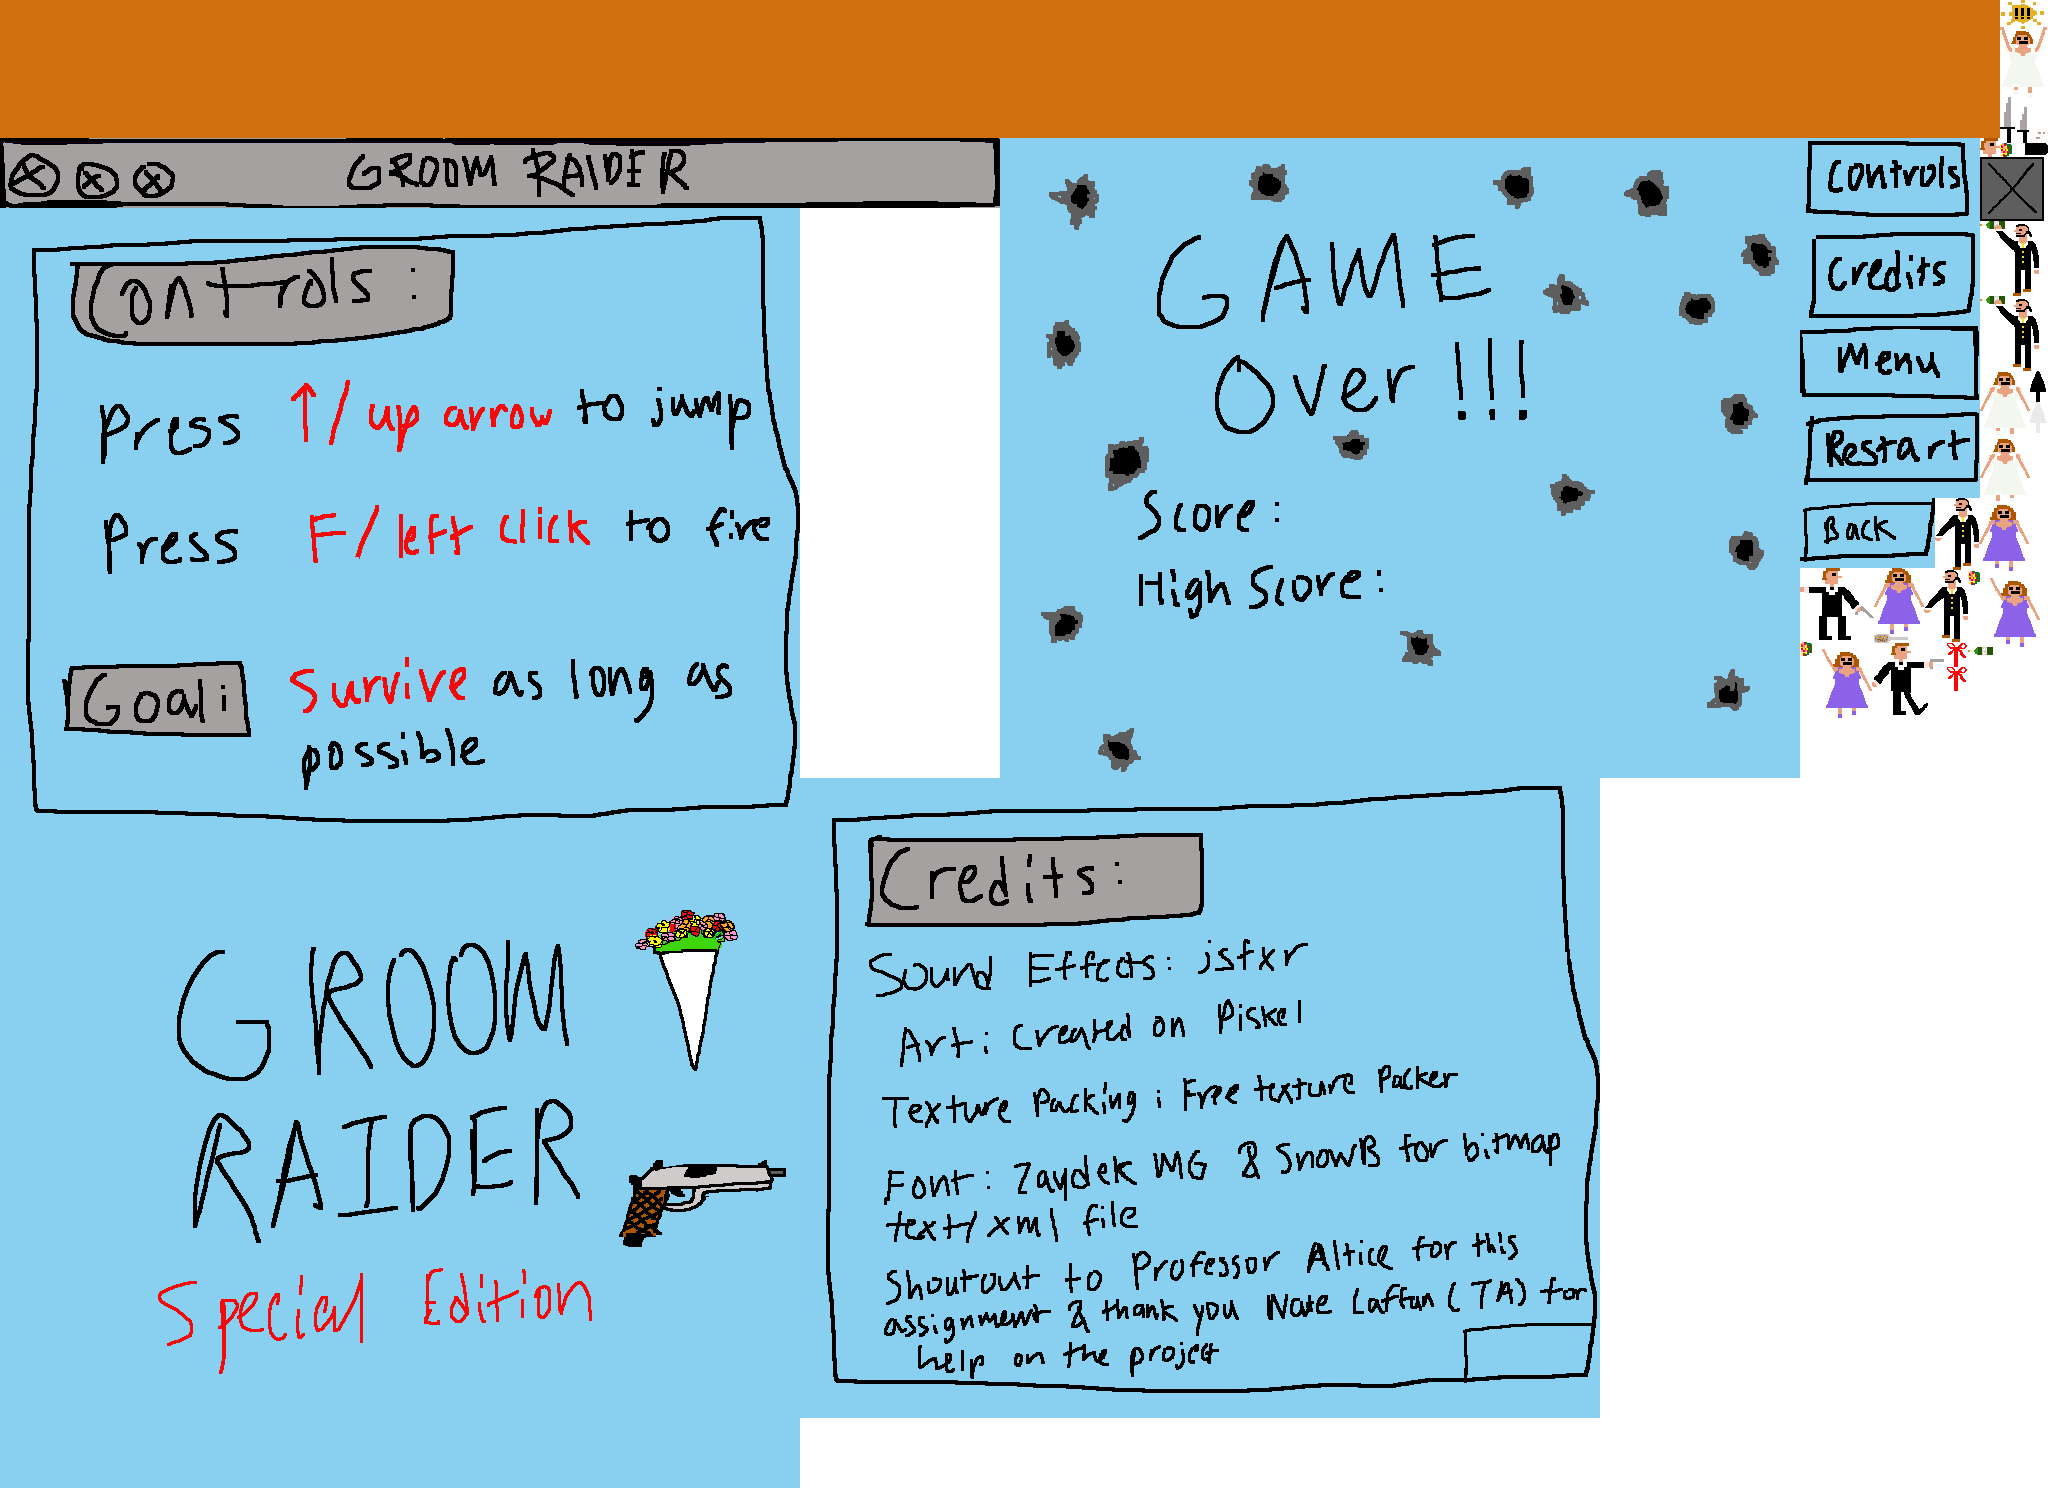 GROOM RAIDER
Controls:
Press ↑/up arrow to jump
Press F/left click to fire
Goal:
Survive as long as
possible
GAME
Over!!!
Score:
High Score:
Controls
Credits
Menu
Restart
Back
GROOM
RAIDER
Special Edition
Credits:
Sound Effects: jsfxr
Art: Created on Piskel
Texture Packing: Free texture Packer
Font: Zaydek MG & SnowB for bitmap
text/xml file
Shoutout to Professor Altice for this
assignment & thank you Nate Laffan (TA) for
help on the project